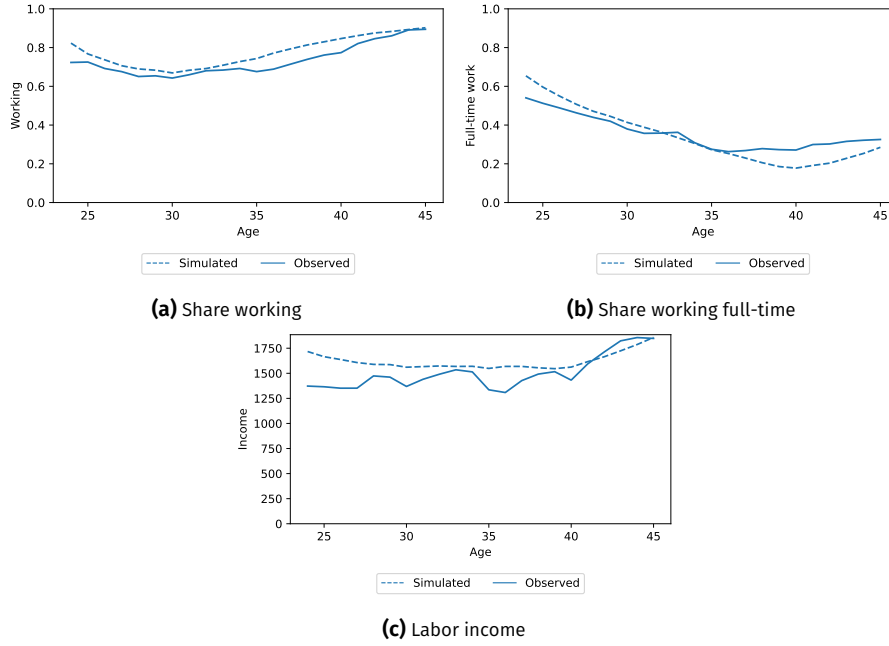 1.0
0.8
0.6
0.4
0.2
0.0
Working
25 30 35 40 45
Age
Simulated Observed
(a) Share working
1.0
0.8
0.6
0.4
0.2
0.0
Full-time work
25 30 35 40 45
Age
Simulated Observed
(b) Share working full-time
1750
1500
1250
1000
750
500
250
0
Income
25 30 35 40 45
Age
Simulated Observed
(c) Labor income